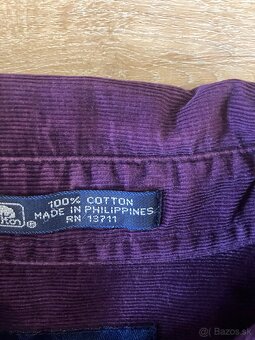 100% COTTON
MADE IN PHILIPPINES
RN 13711
®
Bazos.sk